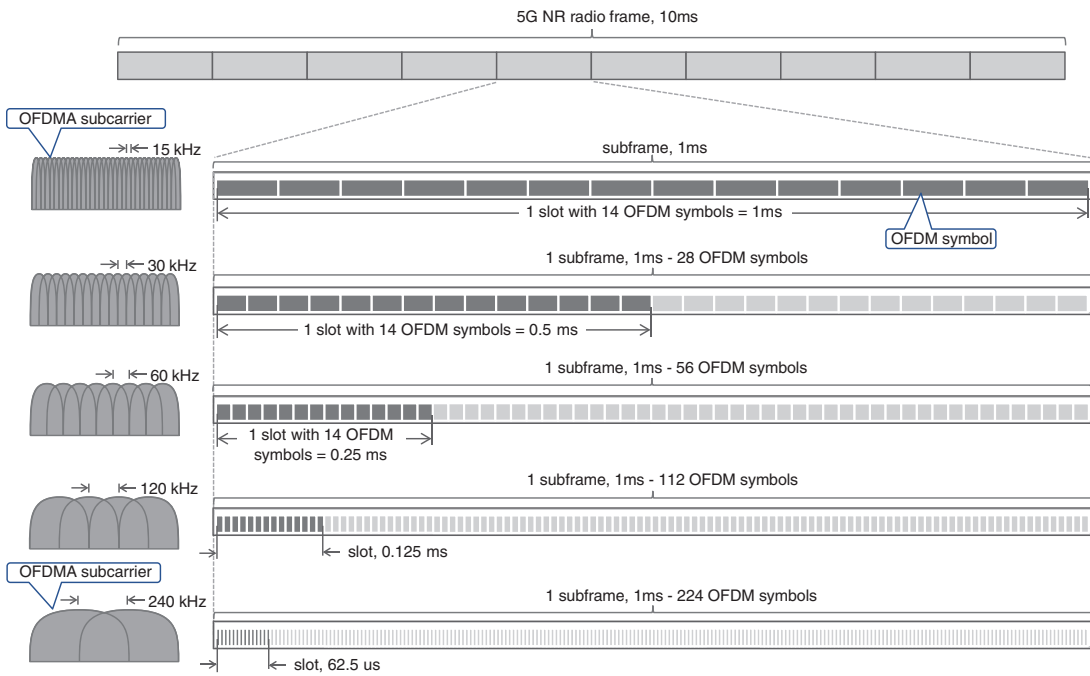 5G NR radio frame, 10ms
OFDMA subcarrier
15 kHz
subframe, 1ms
1 slot with 14 OFDM symbols = 1ms
OFDM symbol
30 kHz
1 subframe, 1ms - 28 OFDM symbols
1 slot with 14 OFDM symbols = 0.5 ms
60 kHz
1 subframe, 1ms - 56 OFDM symbols
1 slot with 14 OFDM
symbols = 0.25 ms
120 kHz
1 subframe, 1ms - 112 OFDM symbols
slot, 0.125 ms
OFDMA subcarrier
240 kHz
1 subframe, 1ms - 224 OFDM symbols
slot, 62.5 us